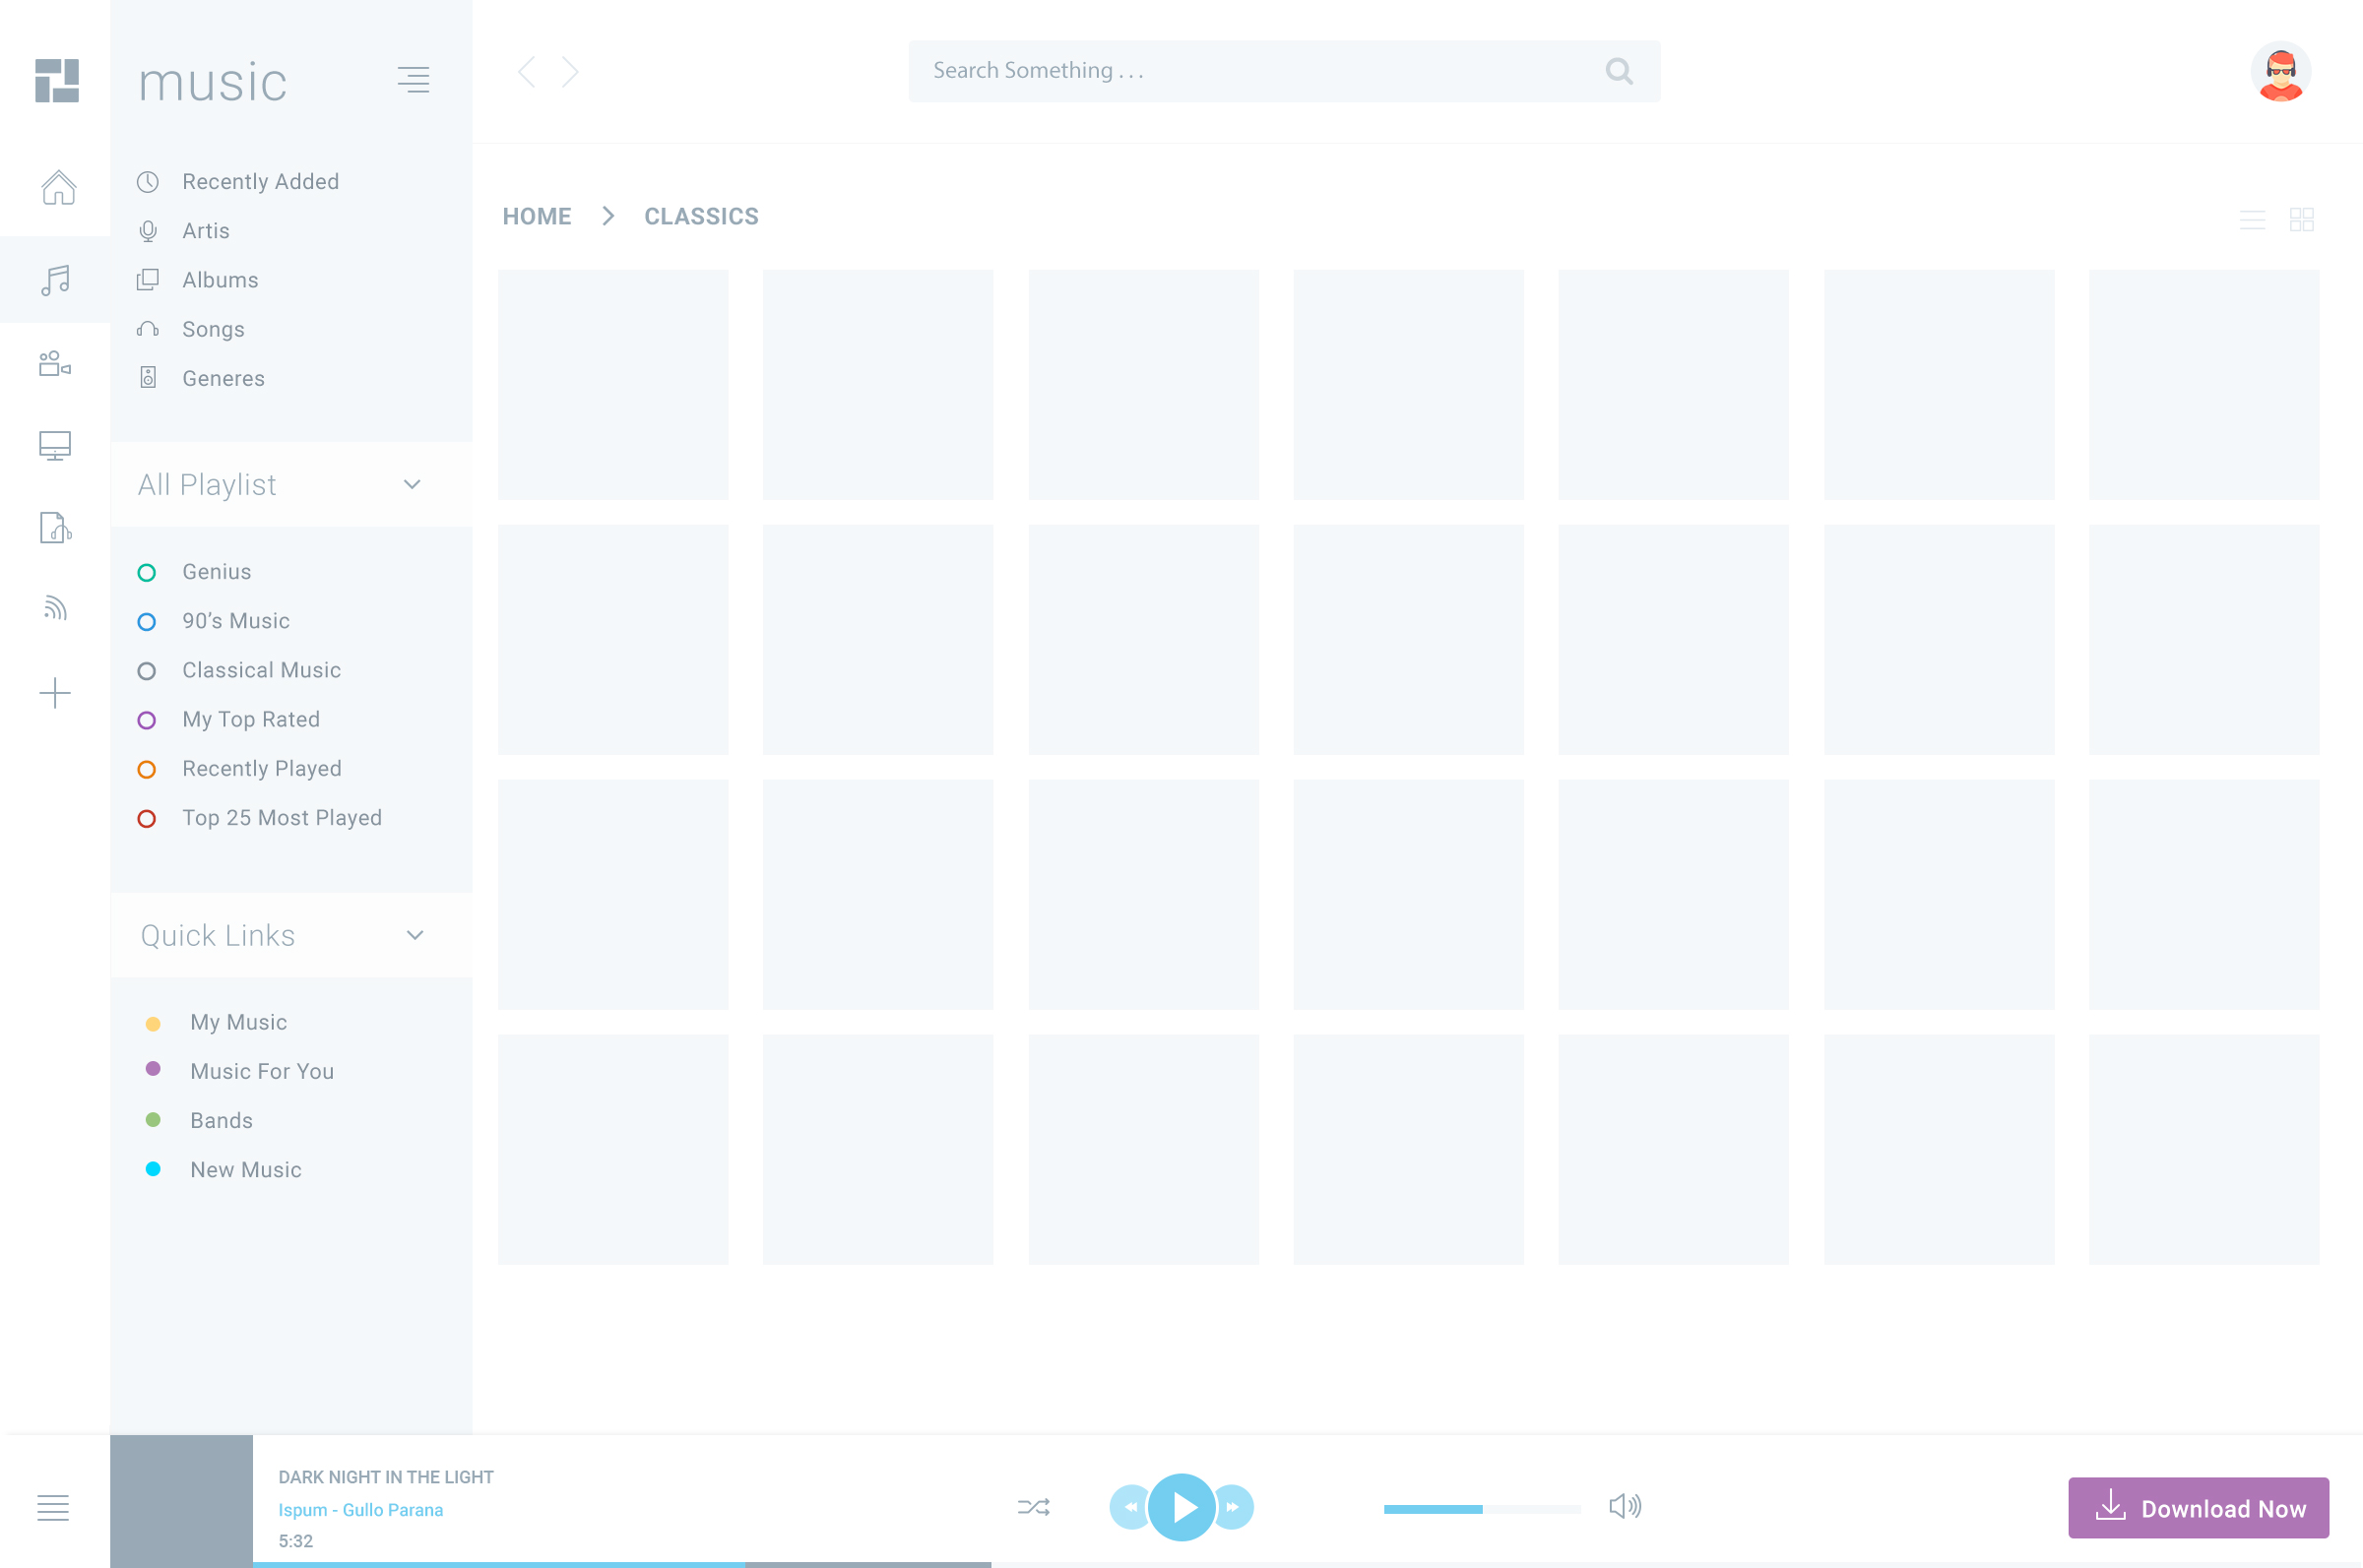 music
Search Something . . .
Recently Added
Artis
Albums
Songs
Generes
HOME > CLASSICS
All Playlist
Genius
90’s Music
Classical Music
My Top Rated
Recently Played
Top 25 Most Played
Quick Links
My Music
Music For You
Bands
New Music
DARK NIGHT IN THE LIGHT
Ispum - Gullo Parana
5:32
Download Now